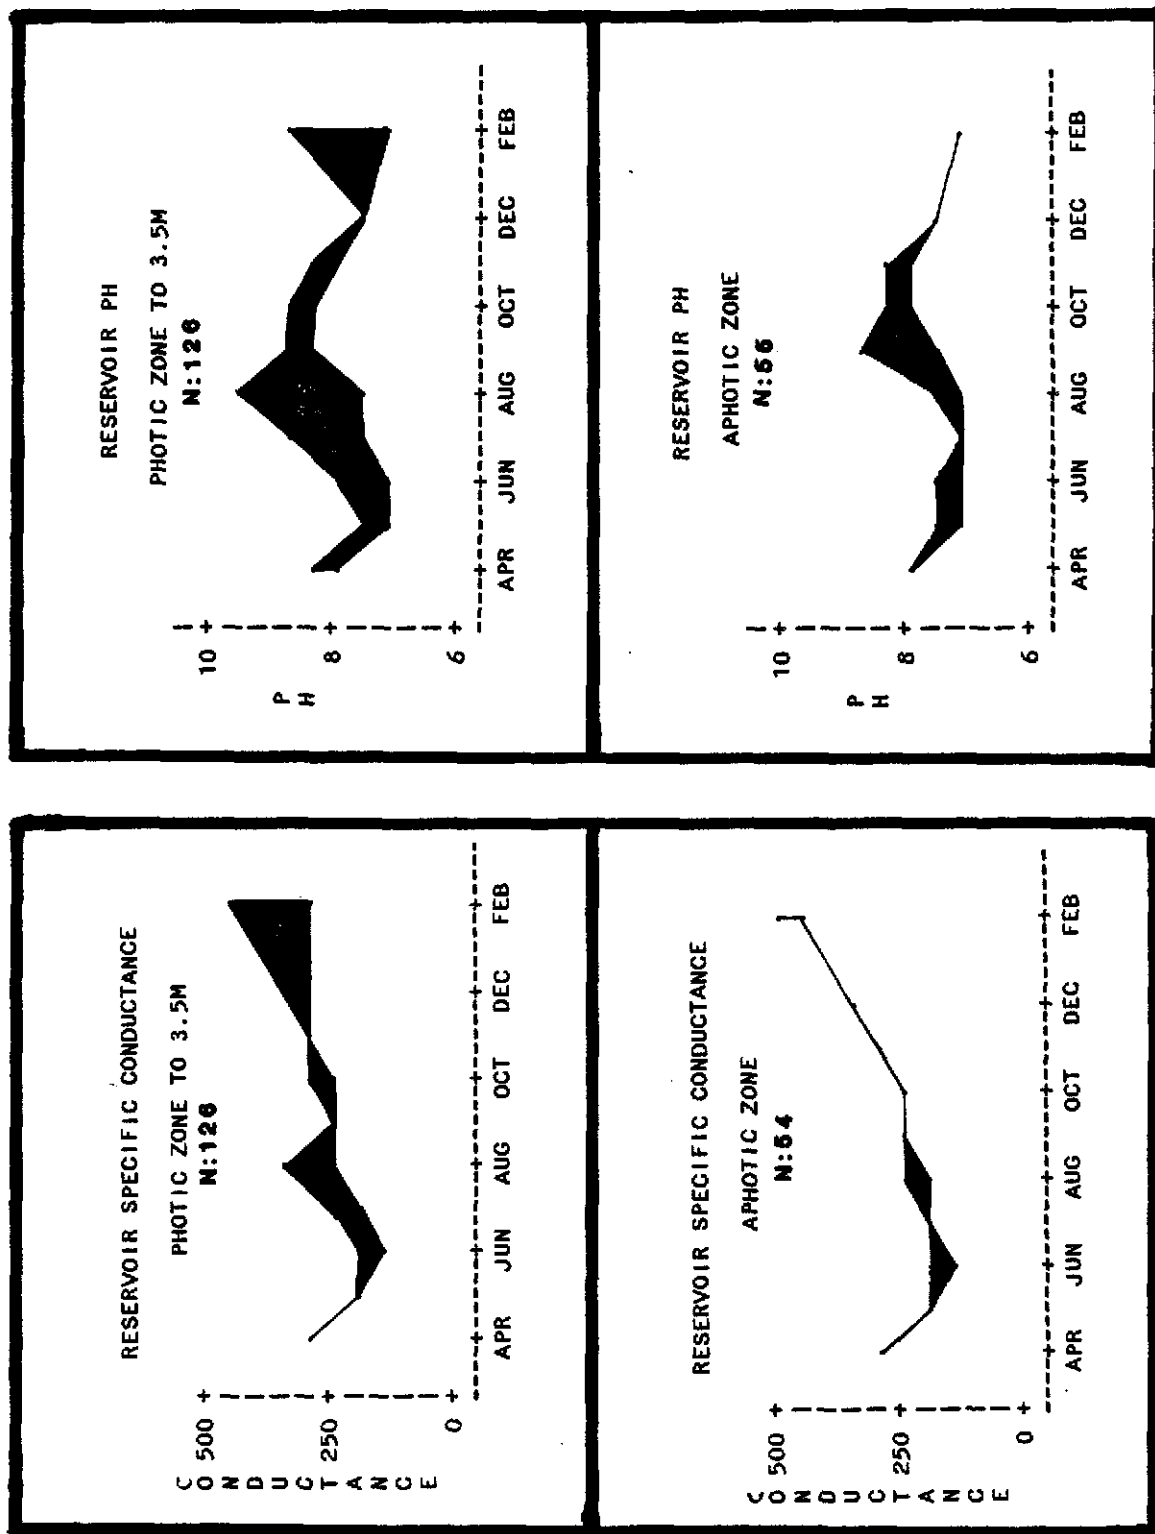 RESERVOIR SPECIFIC CONDUCTANCE
PHOTIC ZONE TO 3.5M
N:126
CONDUCTANCE
500
250
0
APR JUN AUG OCT DEC FEB
RESERVOIR PH
PHOTIC ZONE TO 3.5M
N:126
PH
10
8
6
APR JUN AUG OCT DEC FEB
RESERVOIR SPECIFIC CONDUCTANCE
APHOTIC ZONE
N:54
CONDUCTANCE
500
250
0
APR JUN AUG OCT DEC FEB
RESERVOIR PH
APHOTIC ZONE
N:56
PH
10
8
6
APR JUN AUG OCT DEC FEB